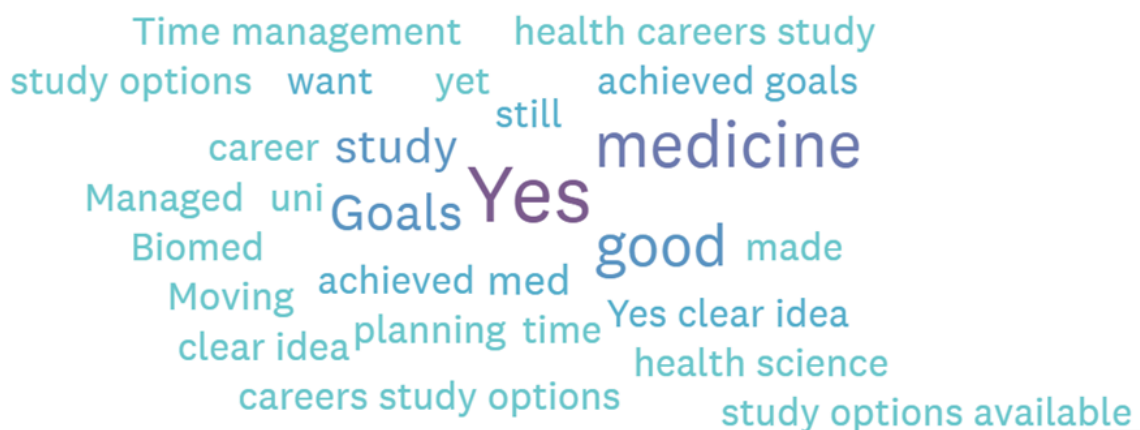 Time management health careers study
study options want yet achieved goals
still
career study medicine
Managed uni Goals Yes
Biomed good made
achieved med
Moving Yes clear idea
planning time
clear idea health science
careers study options
study options available